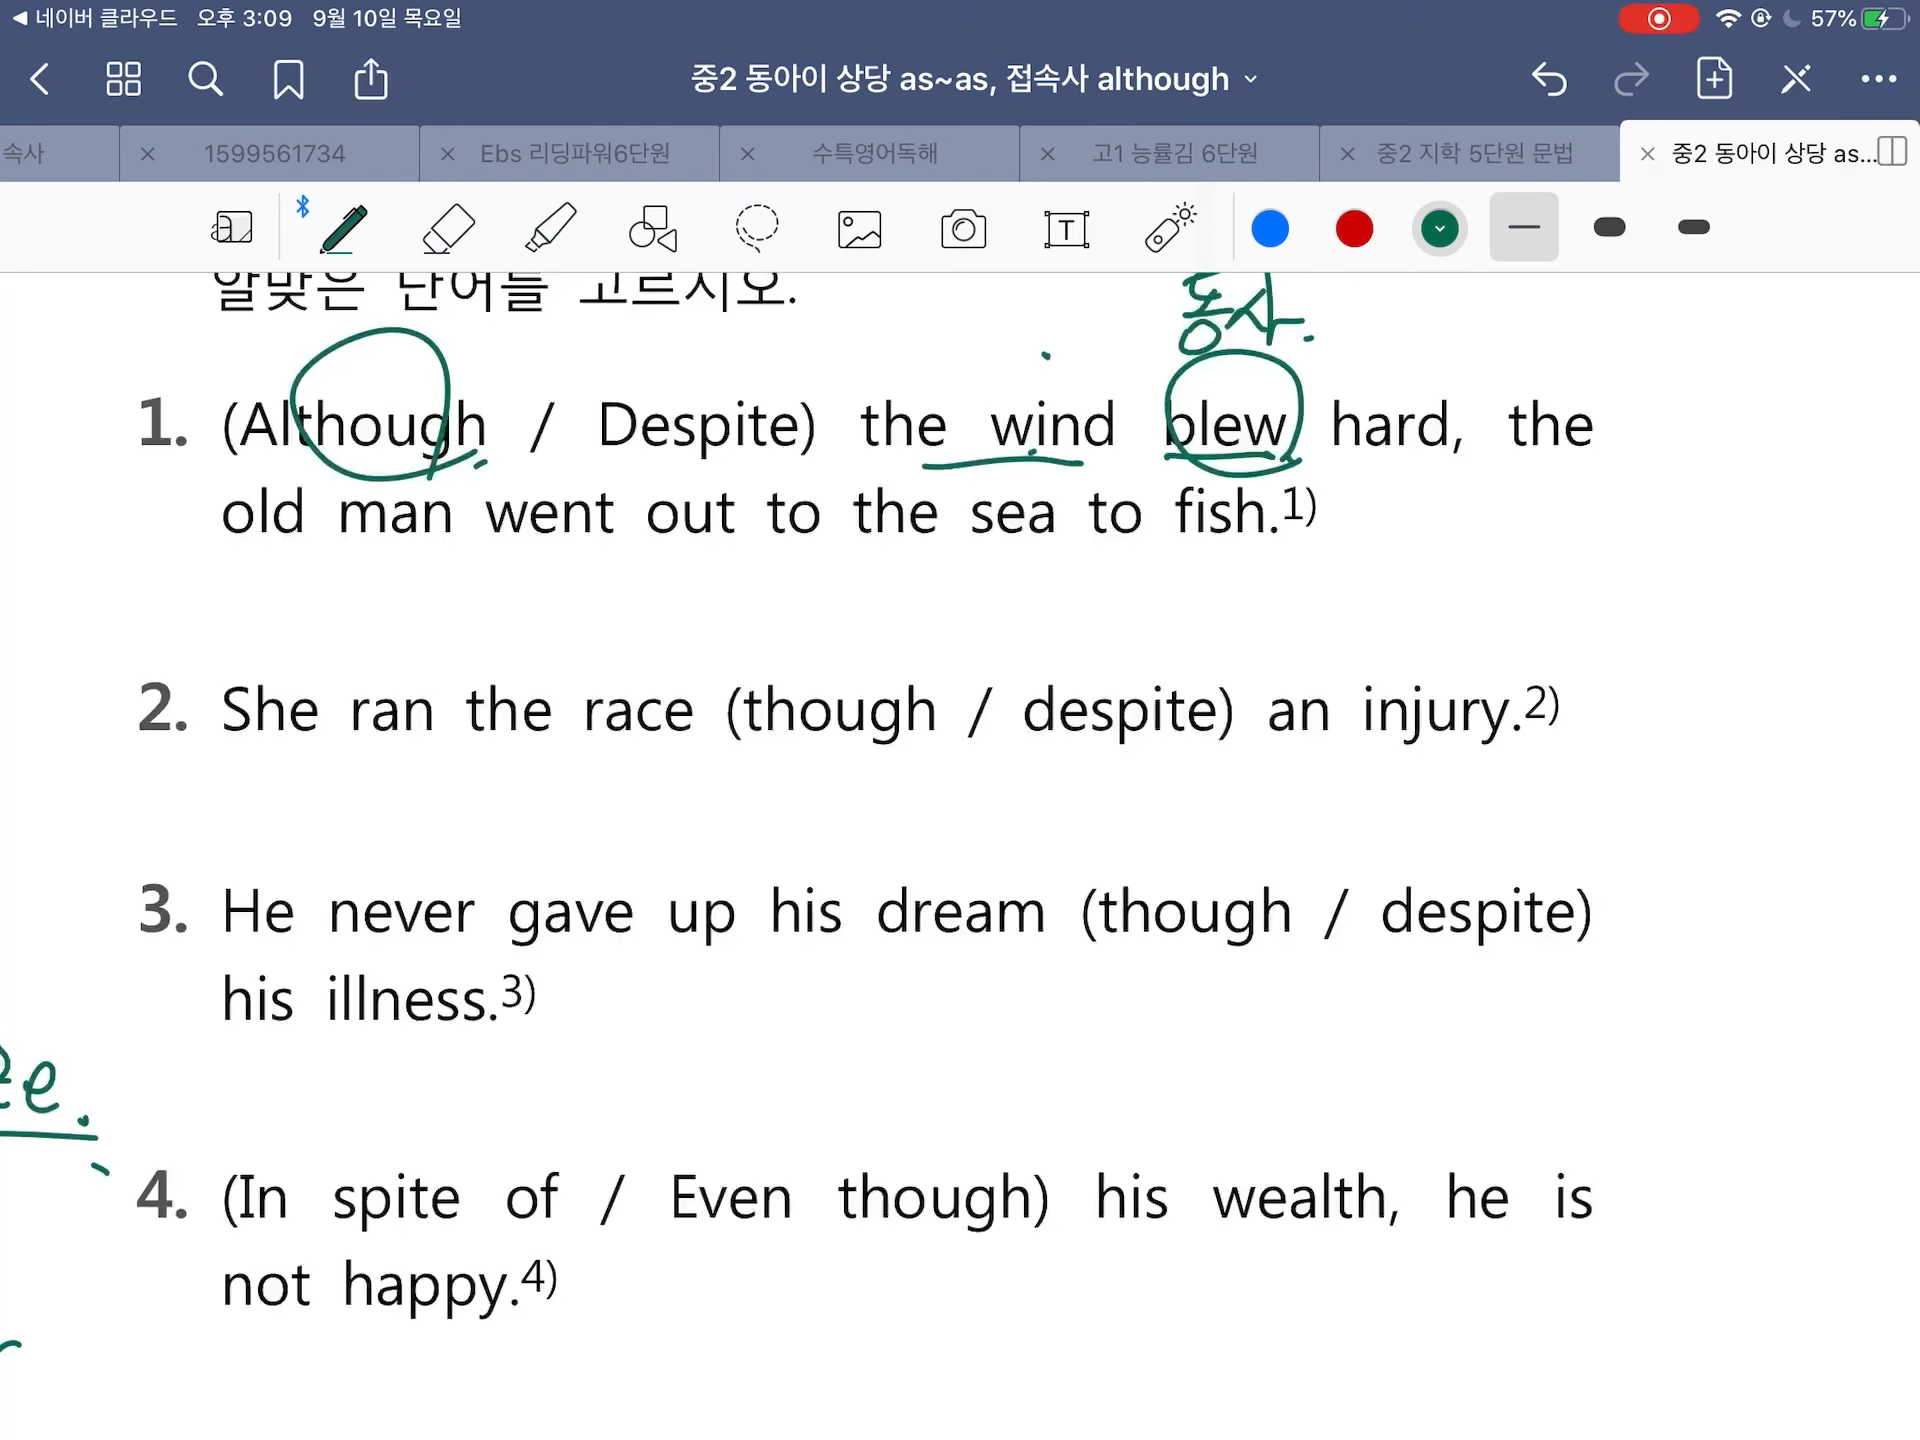 네이버 클라우드 오후 3:09 9월 10일 목요일 57%
중2 동아이 상당 as~as, 접속사 although
속사 1599561734 Ebs 리딩파워6단원 수특영어독해 고1 능률김 6단원 중2 지학 5단원 문법 중2 동아이 상당 as...
T
알맞은 단어를 고르시오.
동사.
1. (Although / Despite) the wind blew hard, the
old man went out to the sea to fish.1)
2. She ran the race (though / despite) an injury.2)
3. He never gave up his dream (though / despite)
his illness.3)
4. (In spite of / Even though) his wealth, he is
not happy.4)